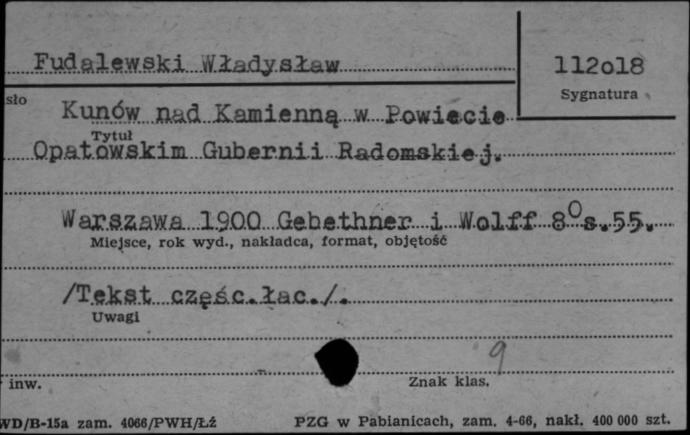 Fudalewski Władysław
112o18
Sygnatura
sło
Kunów nad Kamienną w Powiecie
Tytuł
Opatowskim Gubernii Radomskiej.
Warszawa 1900 Gebethner i Wolff 8⁰s.55.
Miejsce, rok wyd., nakładca, format, objętość
/Tekst częśc.łac./.
Uwagi
9
inw.
Znak klas.
WD/B-15a zam. 4066/PWH/Łź
PZG w Pabianicach, zam. 4-66, nakł. 400 000 szt.